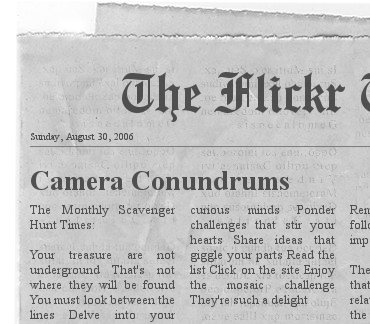 The Flickr
Sunday, August 30, 2006
Camera Conundrums
The Monthly Scavenger
Hunt Times:
Your treasure are not
underground That's not
where they will be found
You must look between the
lines Delve into your
curious minds Ponder
challenges that stir your
hearts Share ideas that
giggle your parts Read the
list Click on the site Enjoy
the mosaic challenge
They're such a delight
Ren
follo
imp
The
that
rela
the